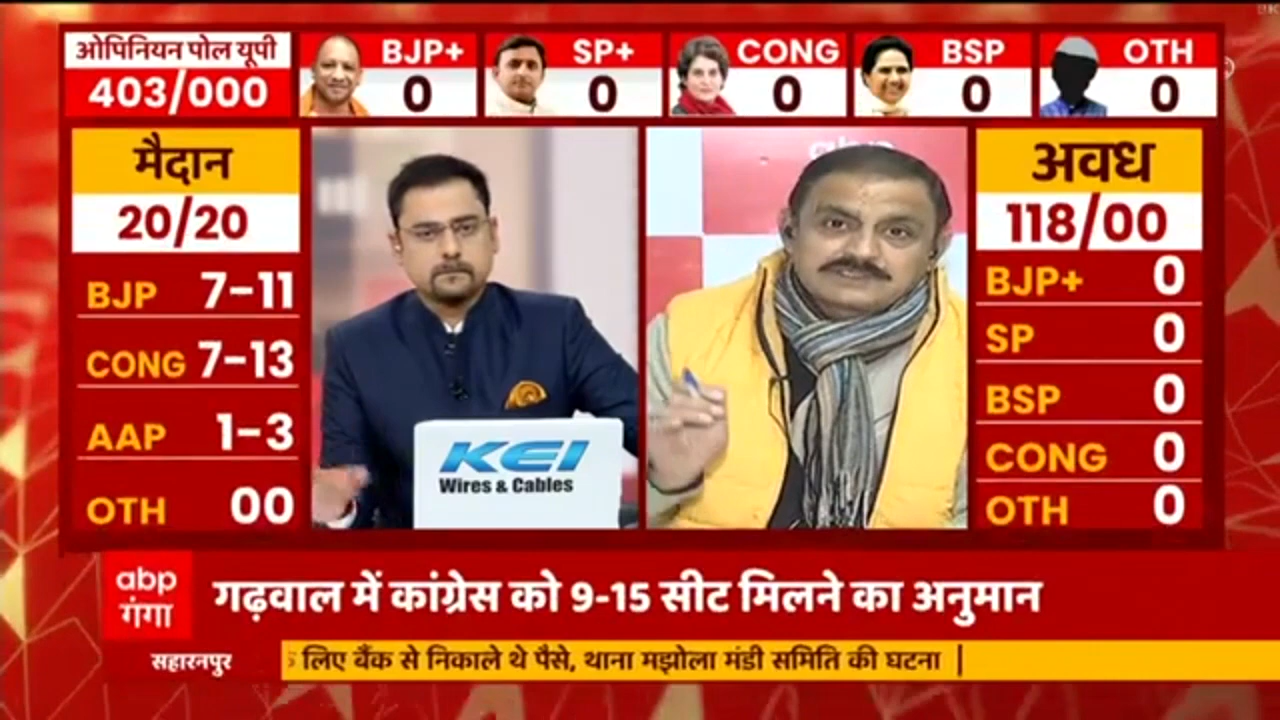 ओपिनियन पोल यूपी
403/000
BJP+
0
SP+
0
CONG
0
BSP
0
OTH
0
मैदान
20/20
BJP 7-11
CONG 7-13
AAP 1-3
OTH 00
KEI
Wires & Cables
अवध
118/00
BJP+ 0
SP 0
BSP 0
CONG 0
OTH 0
abp
गंगा
गढ़वाल में कांग्रेस को 9-15 सीट मिलने का अनुमान
सहारनपुर
लिए बैंक से निकाले थे पैसे, थाना मझोला मंडी समिति की घटना